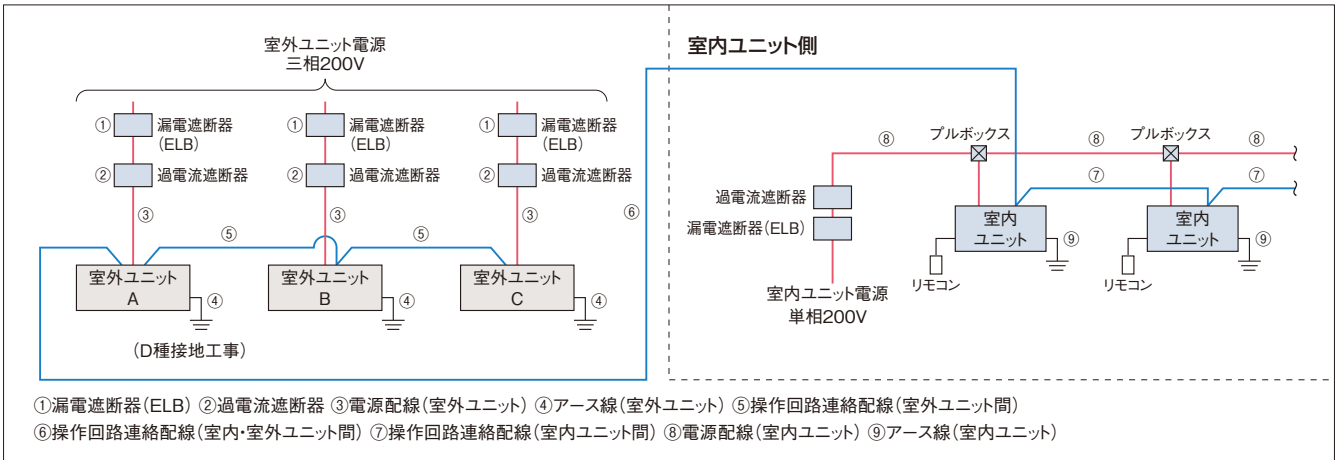 室外ユニット電源
三相200V
室内ユニット側
① 漏電遮断器
(ELB)
① 漏電遮断器
(ELB)
① 漏電遮断器
(ELB)
② 過電流遮断器
② 過電流遮断器
② 過電流遮断器
③
③
③
⑤
⑤
⑥
室外ユニット
A
④
室外ユニット
B
④
室外ユニット
C
④
(D種接地工事)
⑧
プルボックス
⑧
プルボックス
⑧
⑦
⑦
過電流遮断器
漏電遮断器(ELB)
室内
ユニット
⑨
室内
ユニット
⑨
リモコン
リモコン
室内ユニット電源
単相200V
①漏電遮断器(ELB) ②過電流遮断器 ③電源配線(室外ユニット) ④アース線(室外ユニット) ⑤操作回路連絡配線(室外ユニット間)
⑥操作回路連絡配線(室内・室外ユニット間) ⑦操作回路連絡配線(室内ユニット間) ⑧電源配線(室内ユニット) ⑨アース線(室内ユニット)